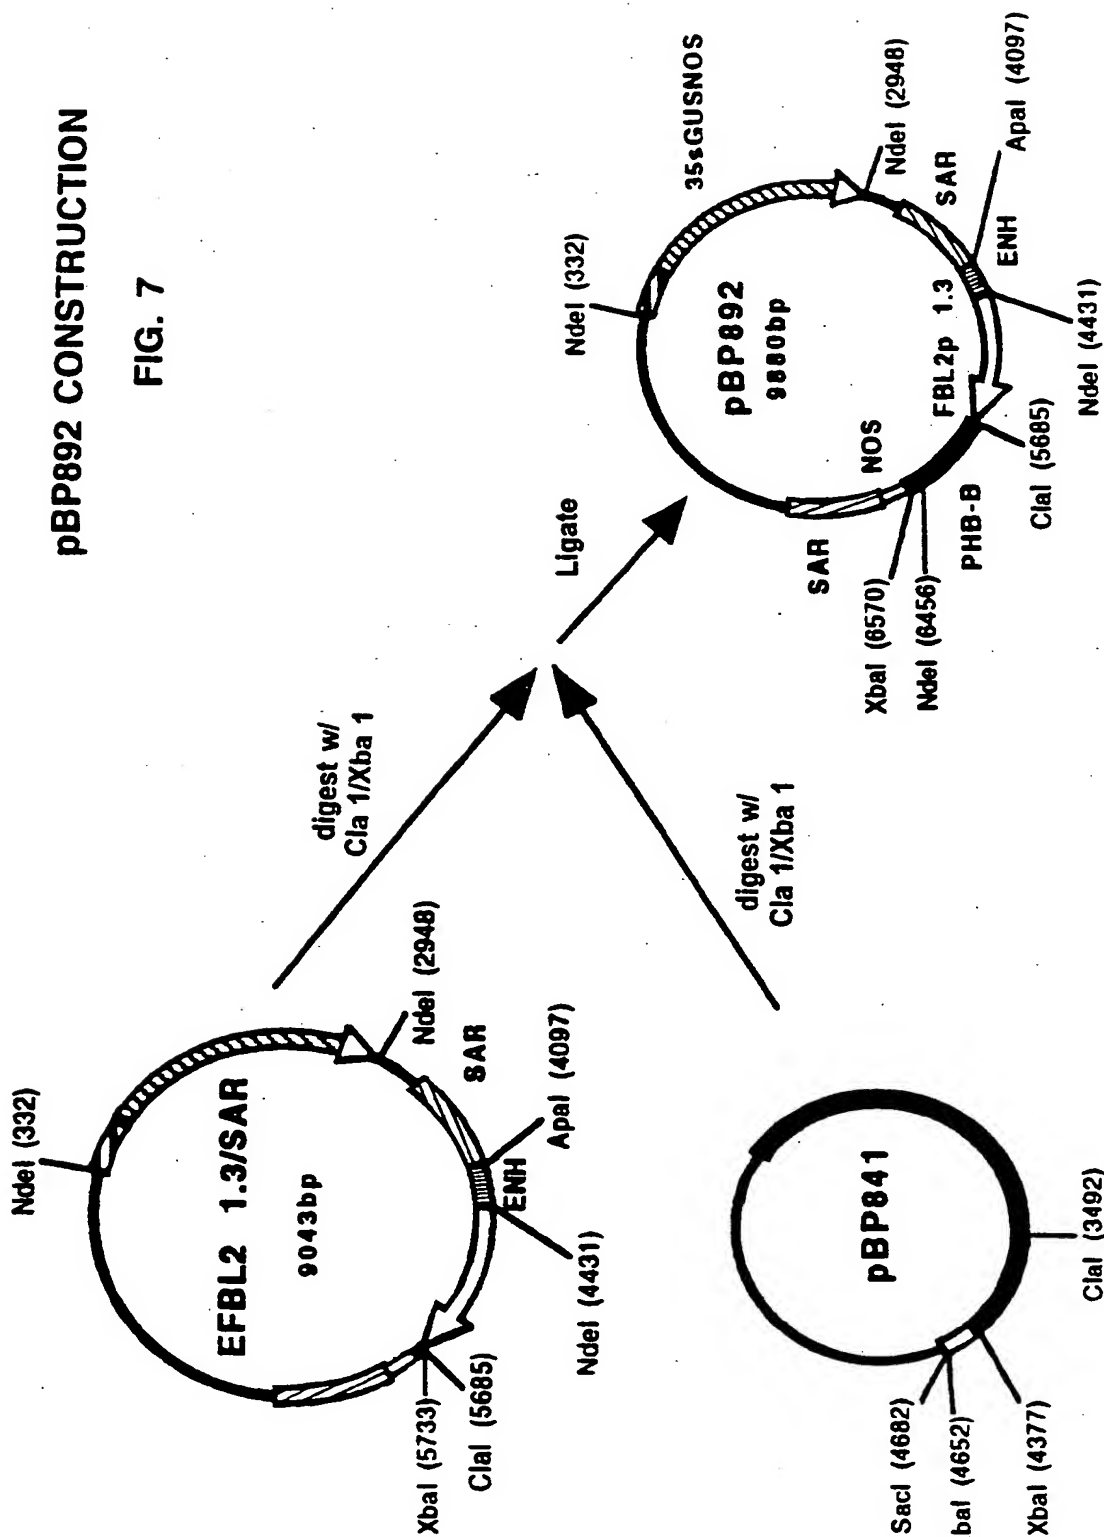 pBP892 CONSTRUCTION
FIG. 7
NdeI (332)
EFBL2 1.3/SAR
9043bp
NdeI (2948)
SAR
ApaI (4097)
ENH
NdeI (4431)
ClaI (5685)
XbaI (5733)
digest w/
Cla 1/Xba 1
pBP841
SacI (4682)
baI (4652)
XbaI (4377)
ClaI (3492)
digest w/
Cla 1/Xba 1
Ligate
NdeI (332)
35sGUSNOS
pBP892
9880bp
NdeI (2948)
SAR
ApaI (4097)
ENH
NdeI (4431)
FBL2p 1.3
ClaI (5685)
PHB-B
NdeI (6456)
XbaI (6570)
NOS
SAR